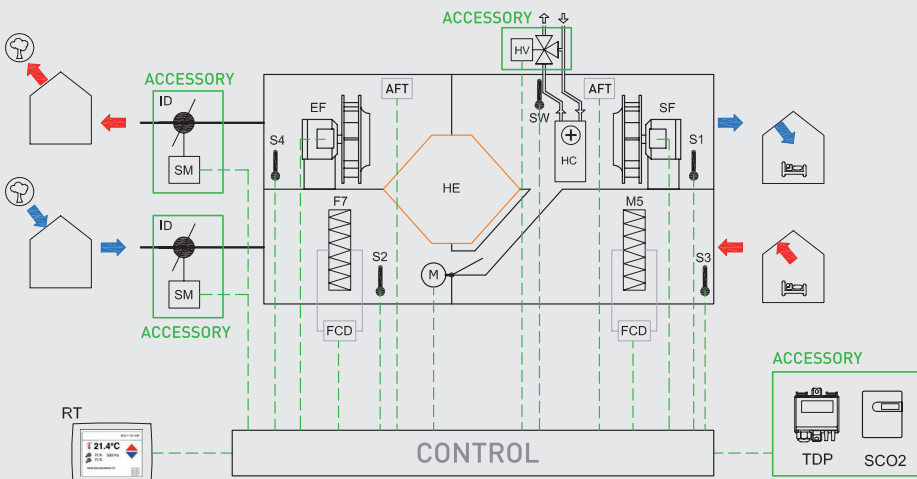 ACCESSORY
HV
ACCESSORY
ID
EF
AFT
AFT
SF
SW
S4
S1
HC
SM
HE
F7
M5
ID
S2
S3
M
SM
FCD
FCD
ACCESSORY
ACCESSORY
RT
21.4°C
CONTROL
TDP
SCO2